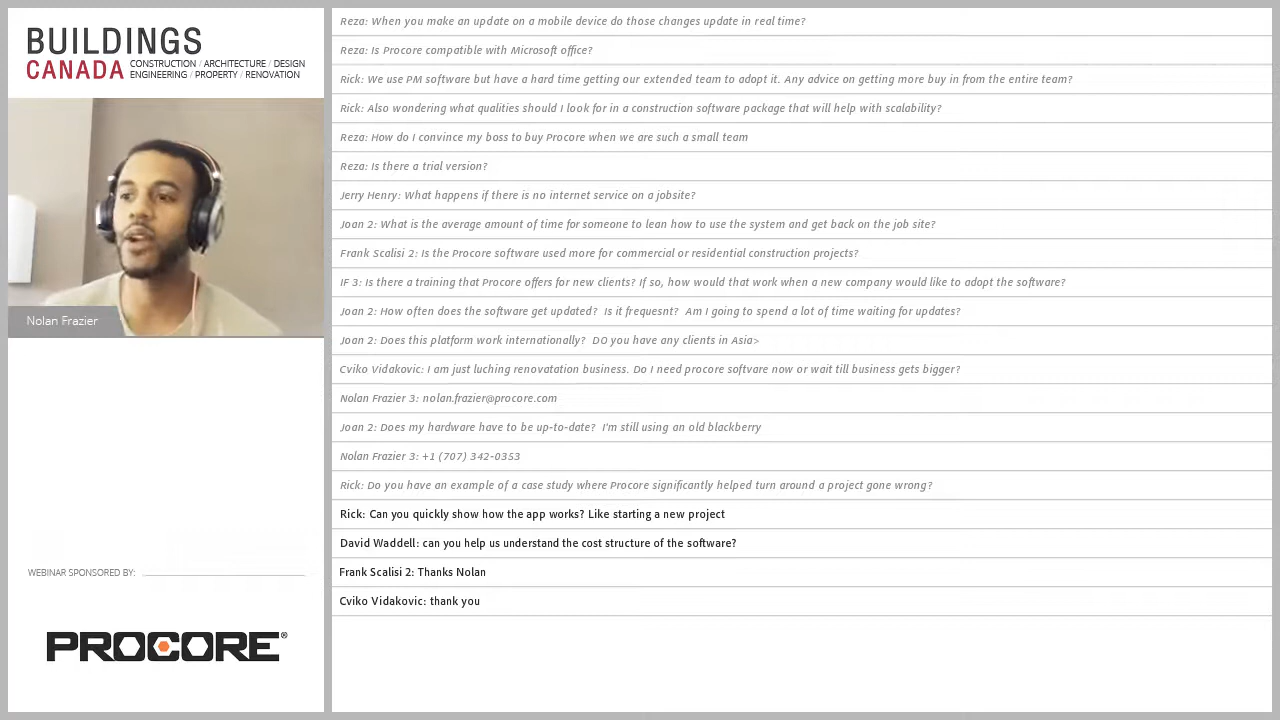 BUILDINGS
CANADA CONSTRUCTION / ARCHITECTURE / DESIGN
ENGINEERING / PROPERTY / RENOVATION
Nolan Frazier
WEBINAR SPONSORED BY:
PROCORE®
Reza: When you make an update on a mobile device do those changes update in real time?
Reza: Is Procore compatible with Microsoft office?
Rick: We use PM software but have a hard time getting our extended team to adopt it. Any advice on getting more buy in from the entire team?
Rick: Also wondering what qualities should I look for in a construction software package that will help with scalability?
Reza: How do I convince my boss to buy Procore when we are such a small team
Reza: Is there a trial version?
Jerry Henry: What happens if there is no internet service on a jobsite?
Joan 2: What is the average amount of time for someone to lean how to use the system and get back on the job site?
Frank Scalisi 2: Is the Procore software used more for commercial or residential construction projects?
IF 3: Is there a training that Procore offers for new clients? If so, how would that work when a new company would like to adopt the software?
Joan 2: How often does the software get updated?  Is it frequesnt?  Am I going to spend a lot of time waiting for updates?
Joan 2: Does this platform work internationally?  DO you have any clients in Asia>
Cviko Vidakovic: I am just luching renovatation business. Do I need procore softvare now or wait till business gets bigger?
Nolan Frazier 3: nolan.frazier@procore.com
Joan 2: Does my hardware have to be up-to-date?  I'm still using an old blackberry
Nolan Frazier 3: +1 (707) 342-0353
Rick: Do you have an example of a case study where Procore significantly helped turn around a project gone wrong?
Rick: Can you quickly show how the app works? Like starting a new project
David Waddell: can you help us understand the cost structure of the software?
Frank Scalisi 2: Thanks Nolan
Cviko Vidakovic: thank you